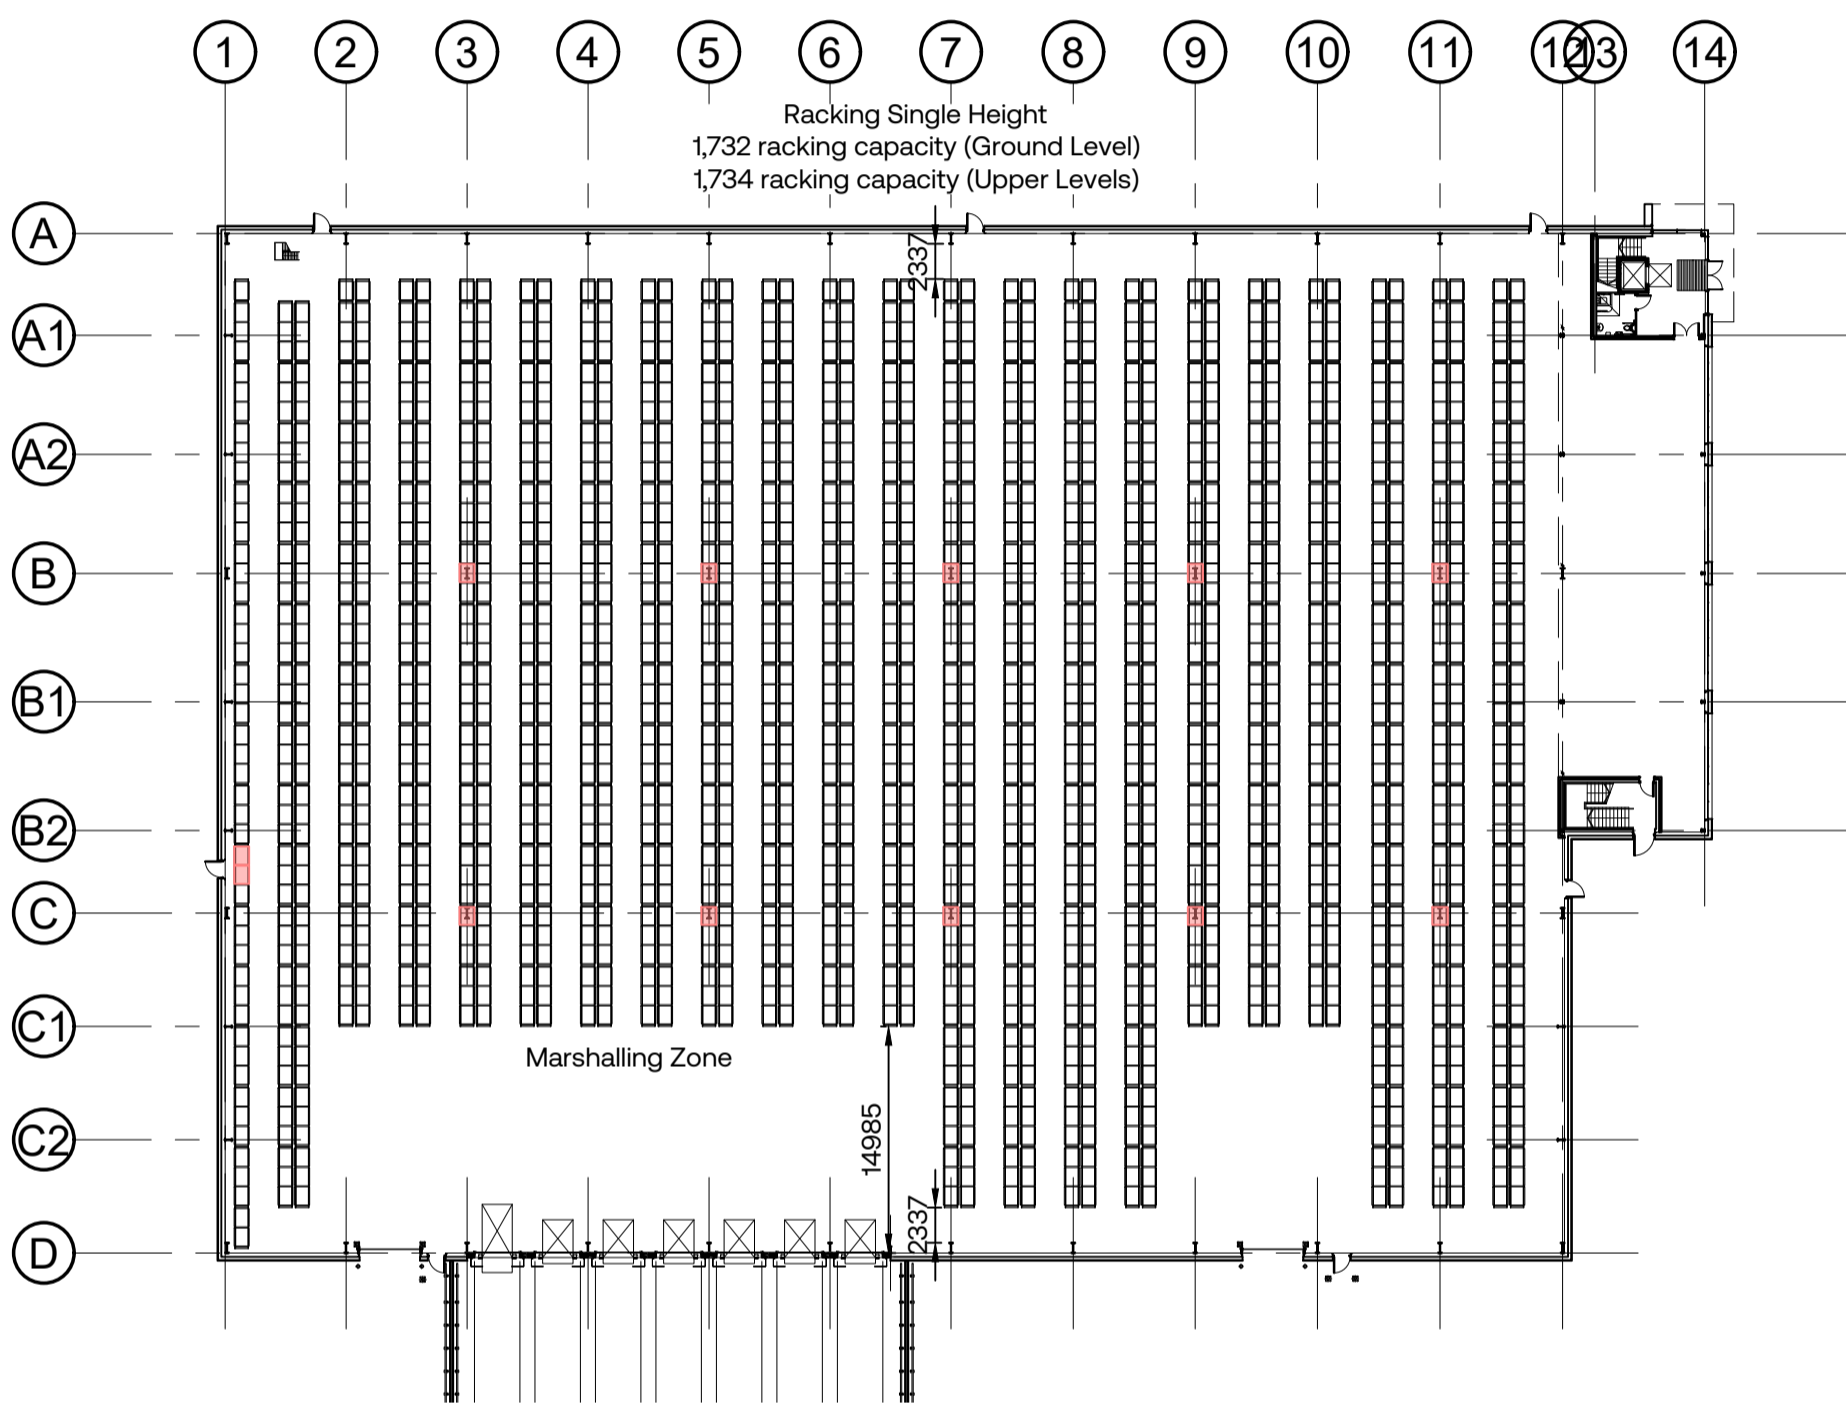 1
2
3
4
5
6
7
8
9
10
11
12
13
14
Racking Single Height
1,732 racking capacity (Ground Level)
1,734 racking capacity (Upper Levels)
A
2337
A1
A2
B
B1
B2
C
C1
Marshalling Zone
14985
C2
2337
D